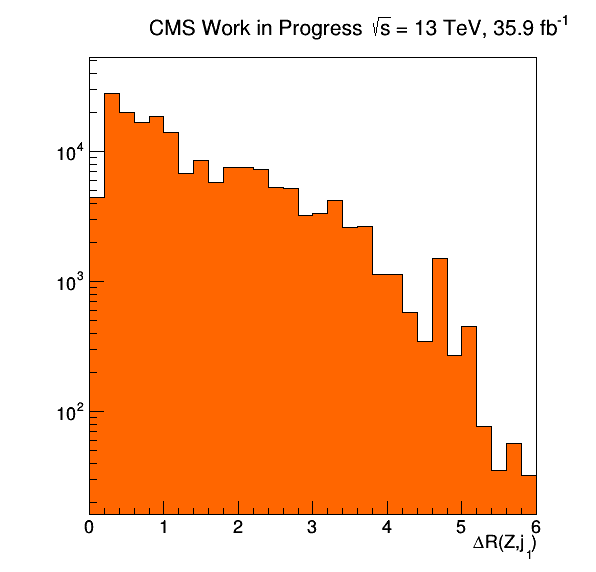 CMS Work in Progress √s = 13 TeV, 35.9 fb⁻¹
10⁴
10³
10²
0 1 2 3 4 5 6
ΔR(Z,j₁)